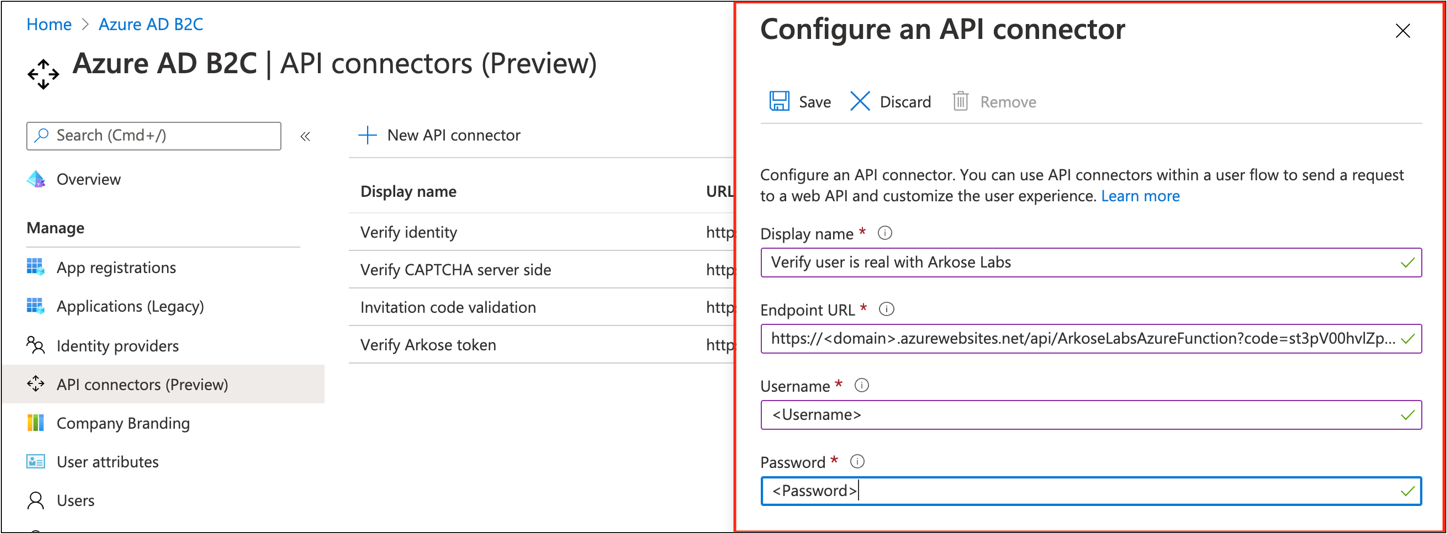 Home > Azure AD B2C
Azure AD B2C | API connectors (Preview)
Search (Cmd+/)
«
Overview
Manage
App registrations
Applications (Legacy)
Identity providers
API connectors (Preview)
Company Branding
User attributes
Users
New API connector
Display name URL
Verify identity http
Verify CAPTCHA server side http
Invitation code validation http
Verify Arkose token http
Configure an API connector
Save Discard Remove
Configure an API connector. You can use API connectors within a user flow to send a request
to a web API and customize the user experience. Learn more
Display name *
Verify user is real with Arkose Labs
Endpoint URL *
https://<domain>.azurewebsites.net/api/ArkoseLabsAzureFunction?code=st3pV00hvlZp...
Username *
<Username>
Password *
<Password>